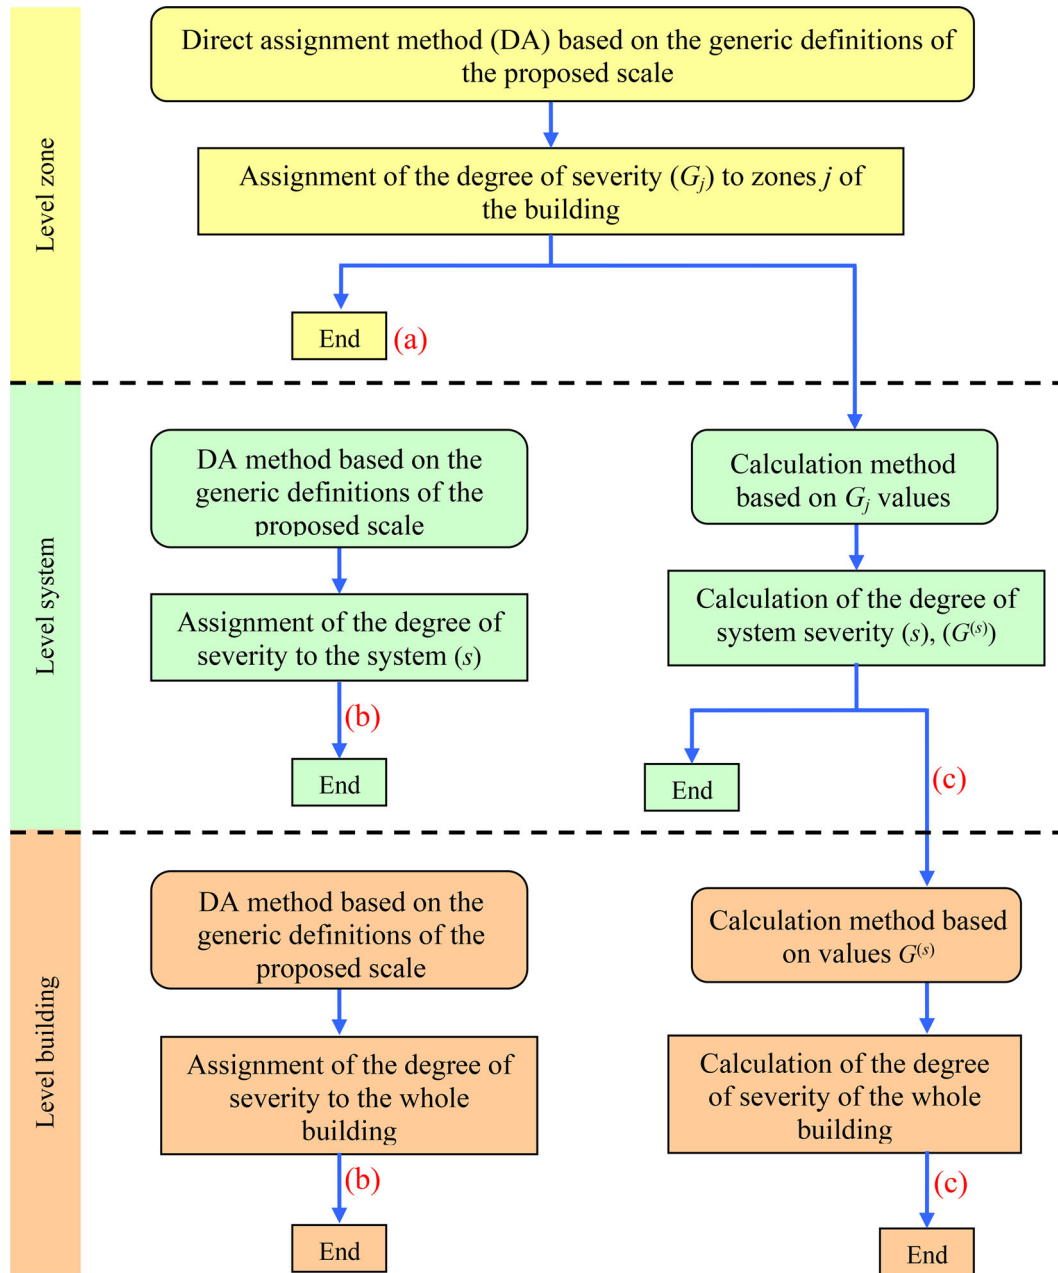 Level zone
Direct assignment method (DA) based on the generic definitions of
the proposed scale
Assignment of the degree of severity (Gj) to zones j of
the building
End
(a)
Level system
DA method based on the
generic definitions of the
proposed scale
Assignment of the degree of
severity to the system (s)
(b)
End
Calculation method
based on Gj values
Calculation of the degree of
system severity (s), (G(s))
End
(c)
Level building
DA method based on the
generic definitions of the
proposed scale
Assignment of the degree of
severity to the whole
building
(b)
End
Calculation method based
on values G(s)
Calculation of the degree
of severity of the whole
building
(c)
End